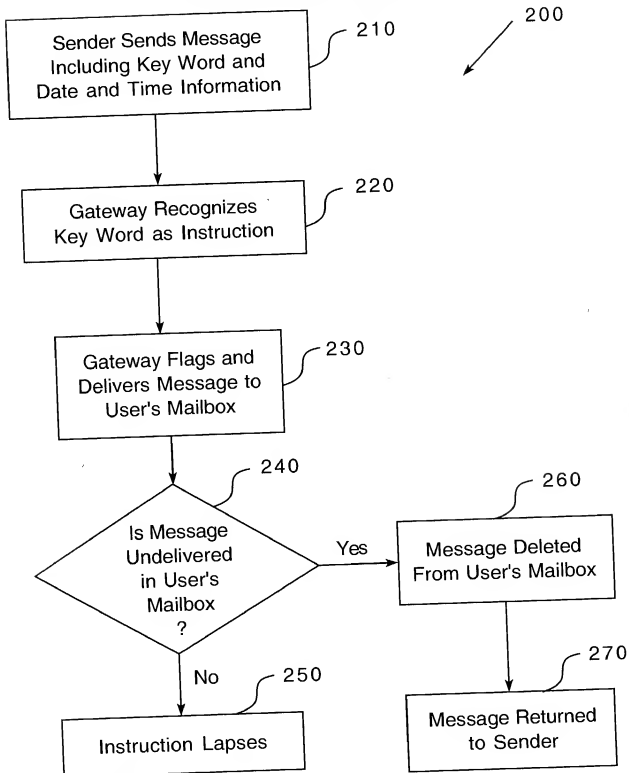 200
Sender Sends Message
Including Key Word and
Date and Time Information
210
Gateway Recognizes
Key Word as Instruction
220
Gateway Flags and
Delivers Message to
User's Mailbox
230
240
Is Message
Undelivered
in User's
Mailbox
?
Yes
260
Message Deleted
From User's Mailbox
No
250
Instruction Lapses
270
Message Returned
to Sender